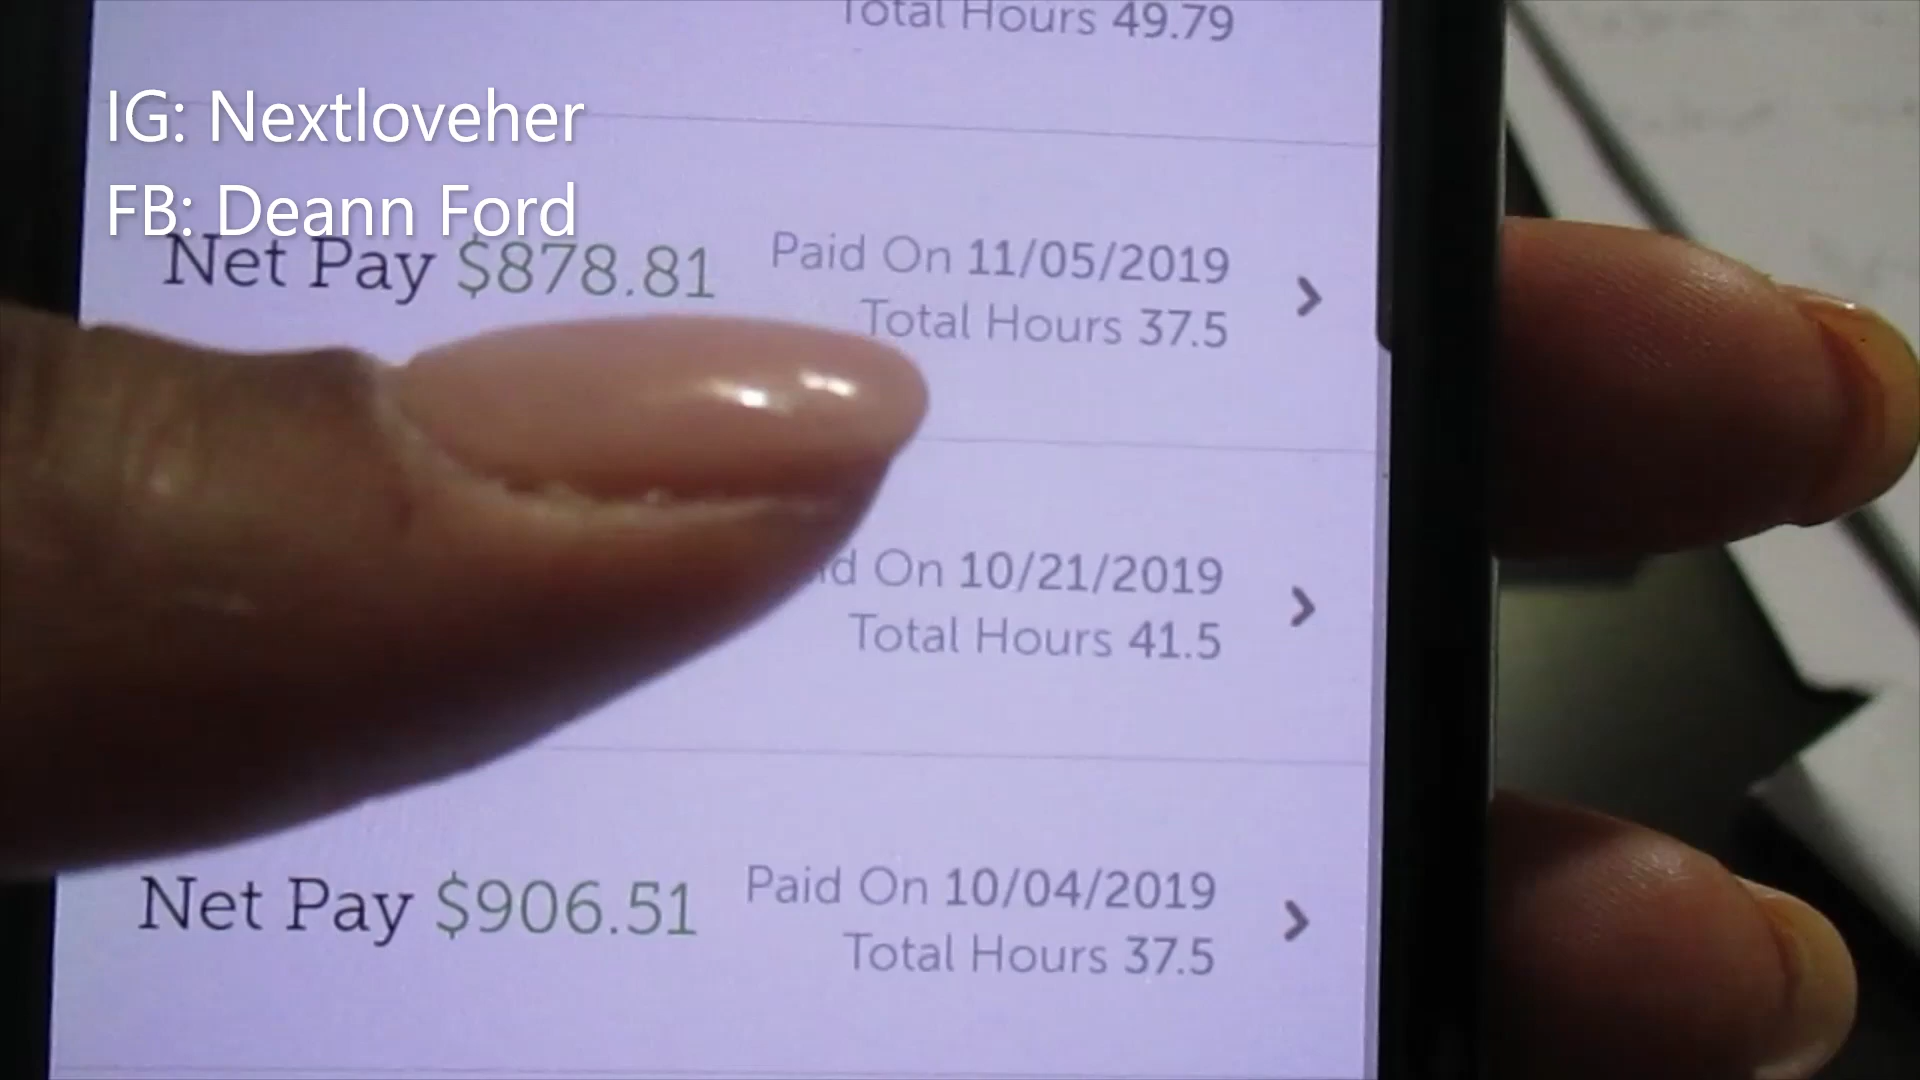 Total Hours 49.79
IG: Nextloveher
FB: Deann Ford
Net Pay $878.81
Paid On 11/05/2019
Total Hours 37.5
On 10/21/2019
Total Hours 41.5
Net Pay $906.51
Paid On 10/04/2019
Total Hours 37.5